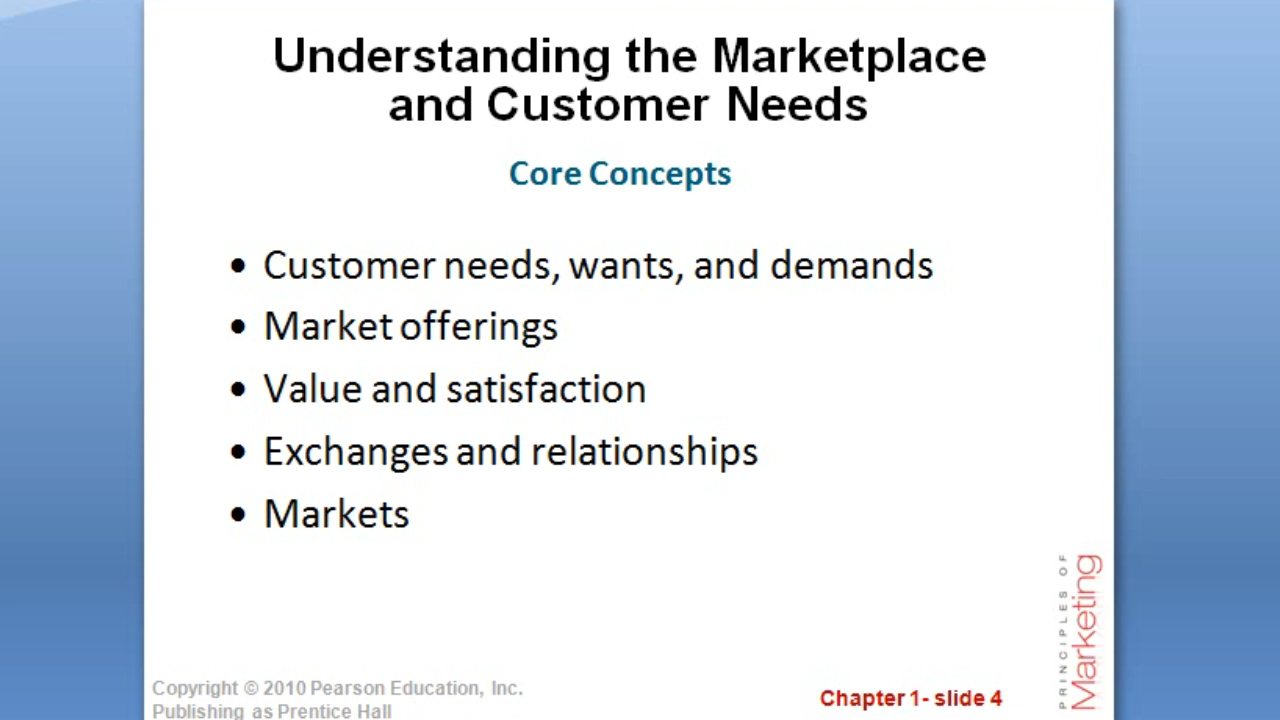 Understanding the Marketplace
and Customer Needs
Core Concepts
• Customer needs, wants, and demands
• Market offerings
• Value and satisfaction
• Exchanges and relationships
• Markets
PRINCIPLES OF
Marketing
Copyright © 2010 Pearson Education, Inc.
Publishing as Prentice Hall
Chapter 1- slide 4